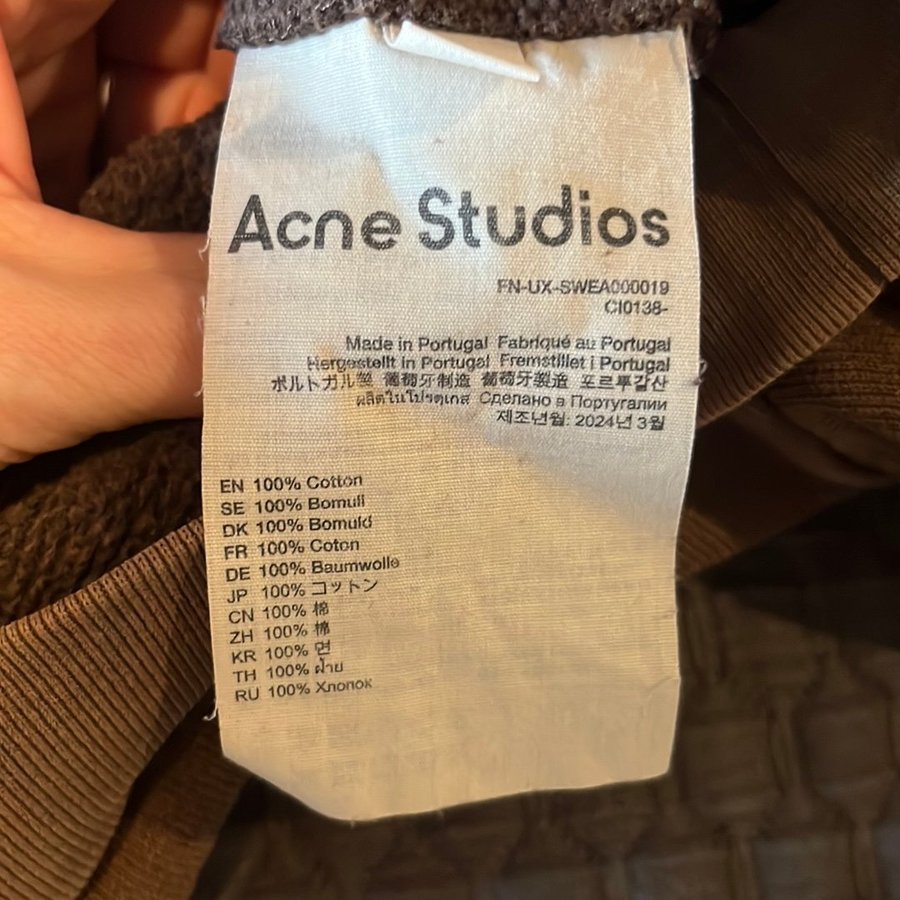 Acne Studios
FN-UX-SWEA000019
CI0138-
Made in Portugal Fabriqué au Portugal
Hergestellt in Portugal Fremstillet i Portugal
ポルトガル製 葡萄牙制造 葡萄牙製造 포르투갈산
ผลิตในโปรตุเกส Сделано в Португалии
제조년월: 2024년 3월
EN 100% Cotton
SE 100% Bomull
DK 100% Bomuld
FR 100% Coton
DE 100% Baumwolle
JP 100% コットン
CN 100% 棉
ZH 100% 棉
KR 100% 면
TH 100% ฝ้าย
RU 100% Хлопок